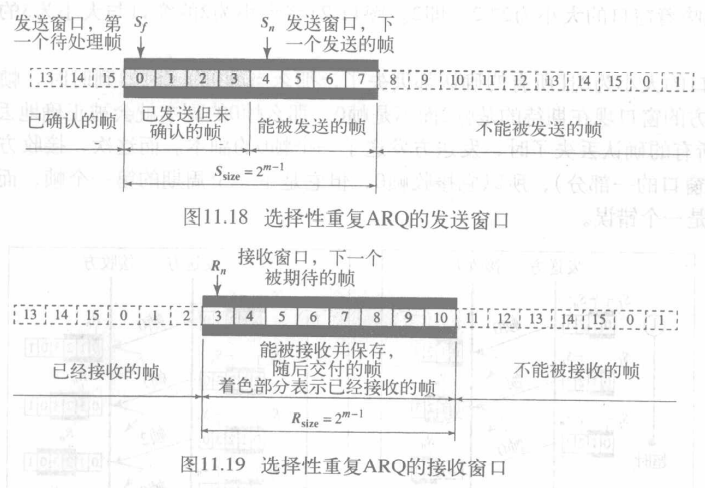 发送窗口，第一个待处理帧
S_f
S_n
发送窗口，下一个发送的帧
13 14 15 0 1 2 3 4 5 6 7 8 9 10 11 12 13 14 15 0 1
已确认的帧
已发送但未确认的帧
能被发送的帧
不能被发送的帧
S_size = 2^{m-1}
图11.18 选择性重复ARQ的发送窗口
R_n
接收窗口，下一个被期待的帧
13 14 15 0 1 2 3 4 5 6 7 8 9 10 11 12 13 14 15 0 1
已经接收的帧
能被接收并保存，
随后交付的帧
着色部分表示已经接收的帧
不能被接收的帧
R_size = 2^{m-1}
图11.19 选择性重复ARQ的接收窗口